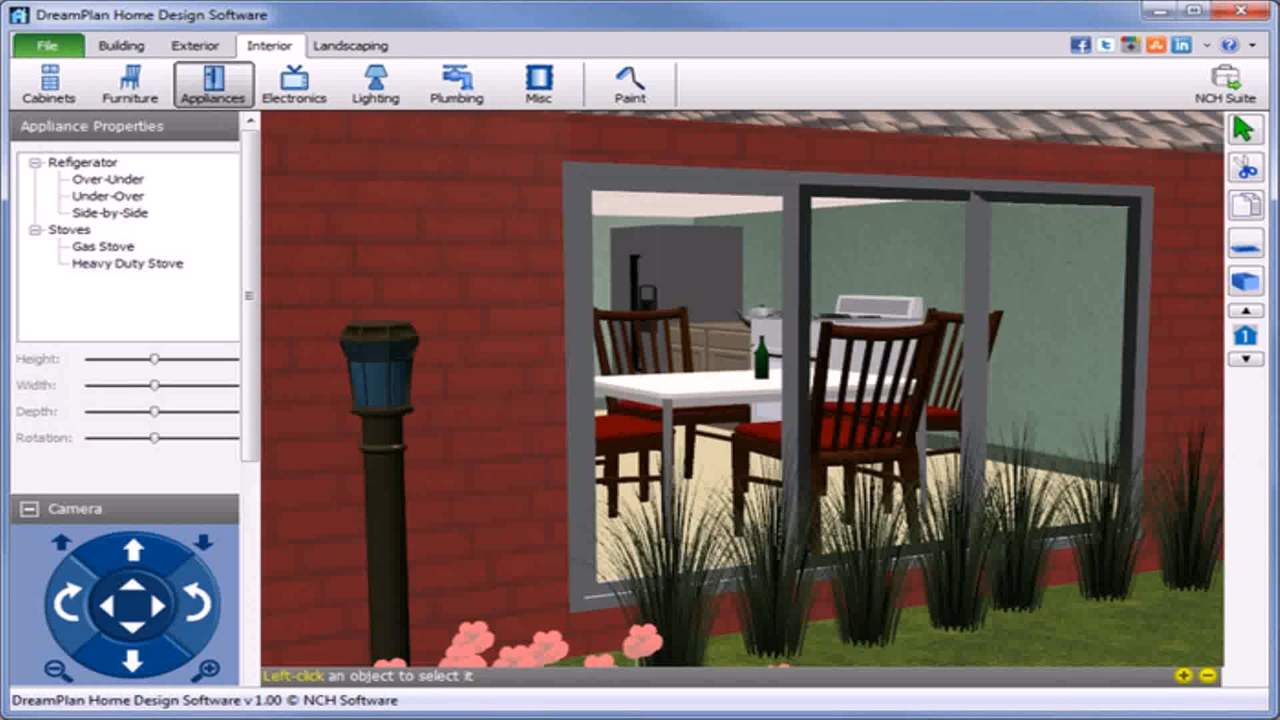 DreamPlan Home Design Software
File Building Exterior Interior Landscaping
Cabinets Furniture Appliances Electronics Lighting Plumbing Misc Paint NCH Suite
Appliance Properties
Refigerator
Over-Under
Under-Over
Side-by-Side
Stoves
Gas Stove
Heavy Duty Stove
Height:
Width:
Depth:
Rotation:
1
Camera
Left-click an object to select it
DreamPlan Home Design Software v 1.00 © NCH Software